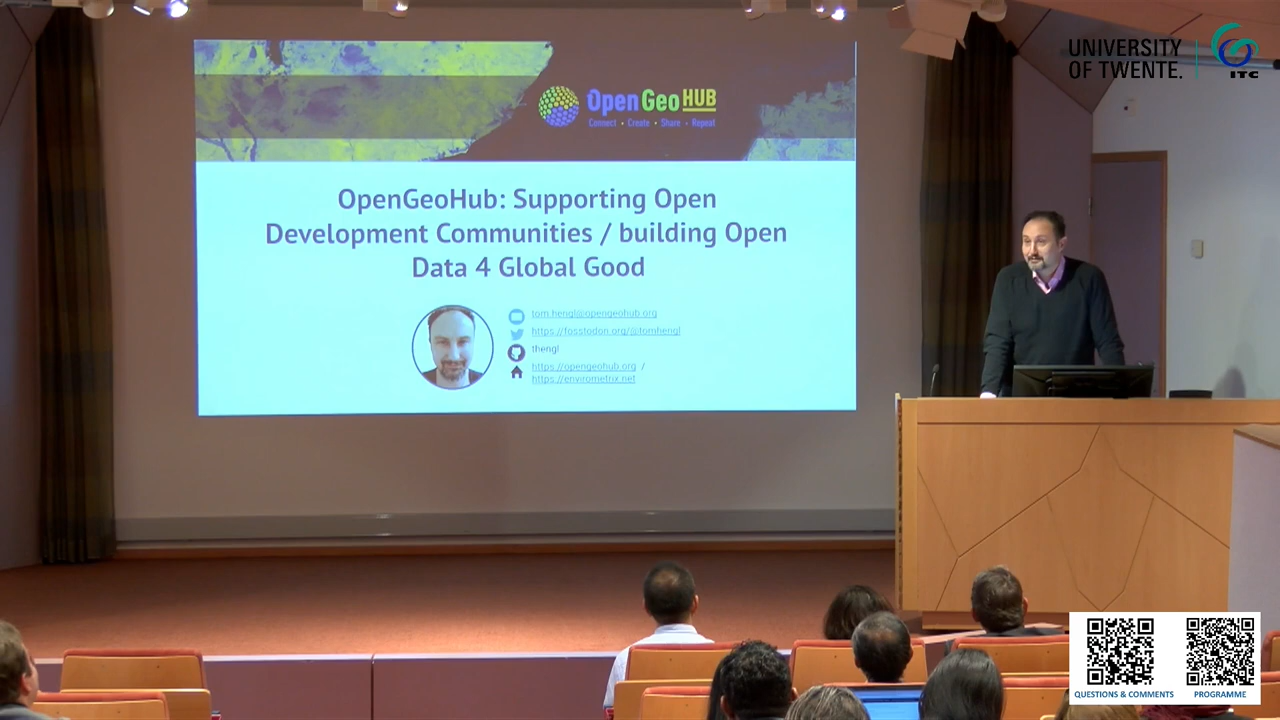 UNIVERSITY
OF TWENTE.
ITC
OpenGeoHUB
Connect • Create • Share • Repeat
OpenGeoHub: Supporting Open
Development Communities / building Open
Data 4 Global Good
tom.hengl@opengeohub.org
https://fosstodon.org/@tomhengl
thengl
https://opengeohub.org /
https://envirometrix.net
QUESTIONS & COMMENTS
PROGRAMME